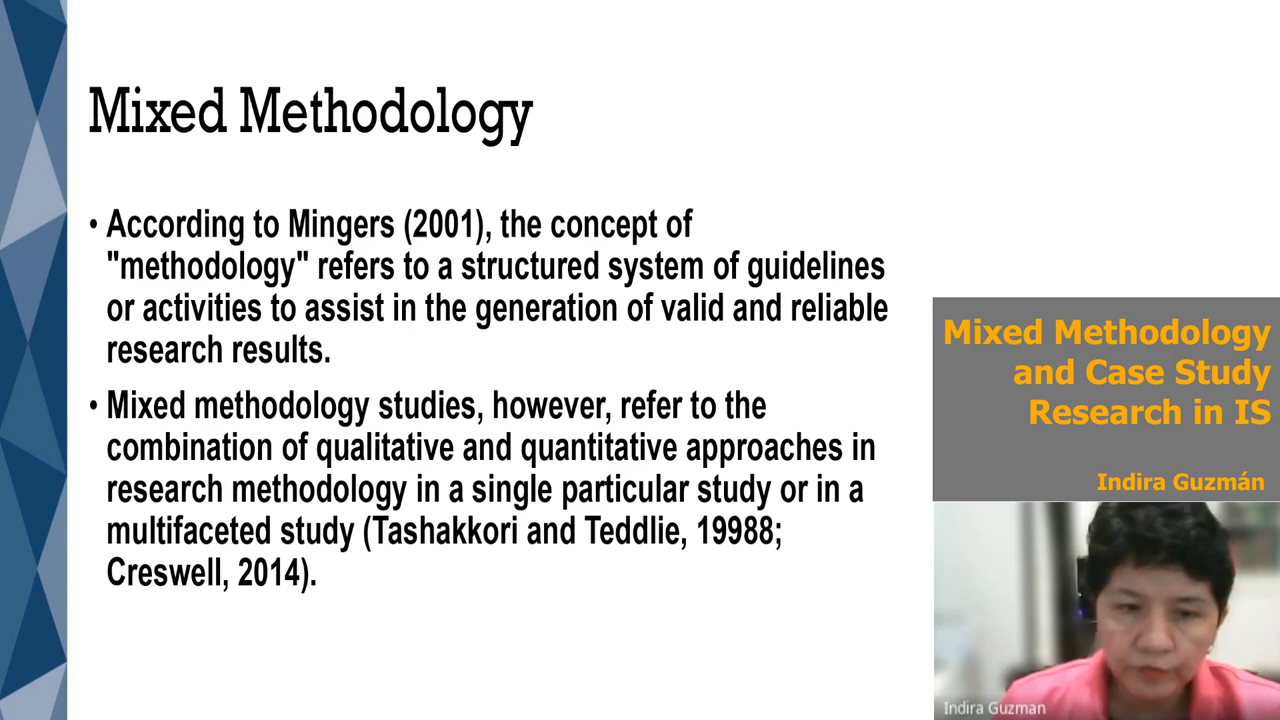 Mixed Methodology
• According to Mingers (2001), the concept of
"methodology" refers to a structured system of guidelines
or activities to assist in the generation of valid and reliable
research results.
• Mixed methodology studies, however, refer to the
combination of qualitative and quantitative approaches in
research methodology in a single particular study or in a
multifaceted study (Tashakkori and Teddlie, 19988;
Creswell, 2014).
Mixed Methodology
and Case Study
Research in IS
Indira Guzmán
Indira Guzman